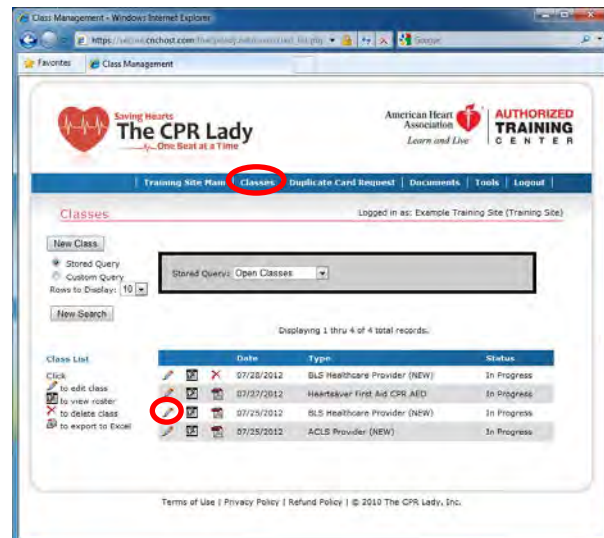 Class Management - Windows Internet Explorer
Favorites Class Management
Saving Hearts
The CPR Lady
One Beat at a Time
American Heart Association
Learn and Live
AUTHORIZED
TRAINING
CENTER
Training Site Main | Classes | Duplicate Card Request | Documents | Tools | Logout |
Classes
Logged in as: Example Training Site (Training Site)
New Class
Stored Query
Custom Query
Rows to Display: 10
New Search
Stored Query: Open Classes
Displaying 1 thru 4 of 4 total records.
Class List
Click
to edit class
to view roster
to delete class
to export to Excel
Date Type Status
07/28/2012 BLS Healthcare Provider (NEW) In Progress
07/27/2012 Heartsaver First Aid CPR AED In Progress
07/25/2012 BLS Healthcare Provider (NEW) In Progress
07/25/2012 ACLS Provider (NEW) In Progress
Terms of Use | Privacy Policy | Refund Policy | © 2010 The CPR Lady, Inc.